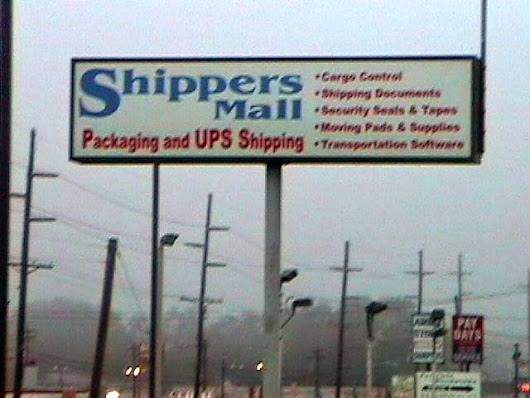 Shippers
Mall
Packaging and UPS Shipping
• Cargo Control
• Shipping Documents
• Security Seals & Tapes
• Moving Pads & Supplies
• Transportation Software
PAY
DAYS